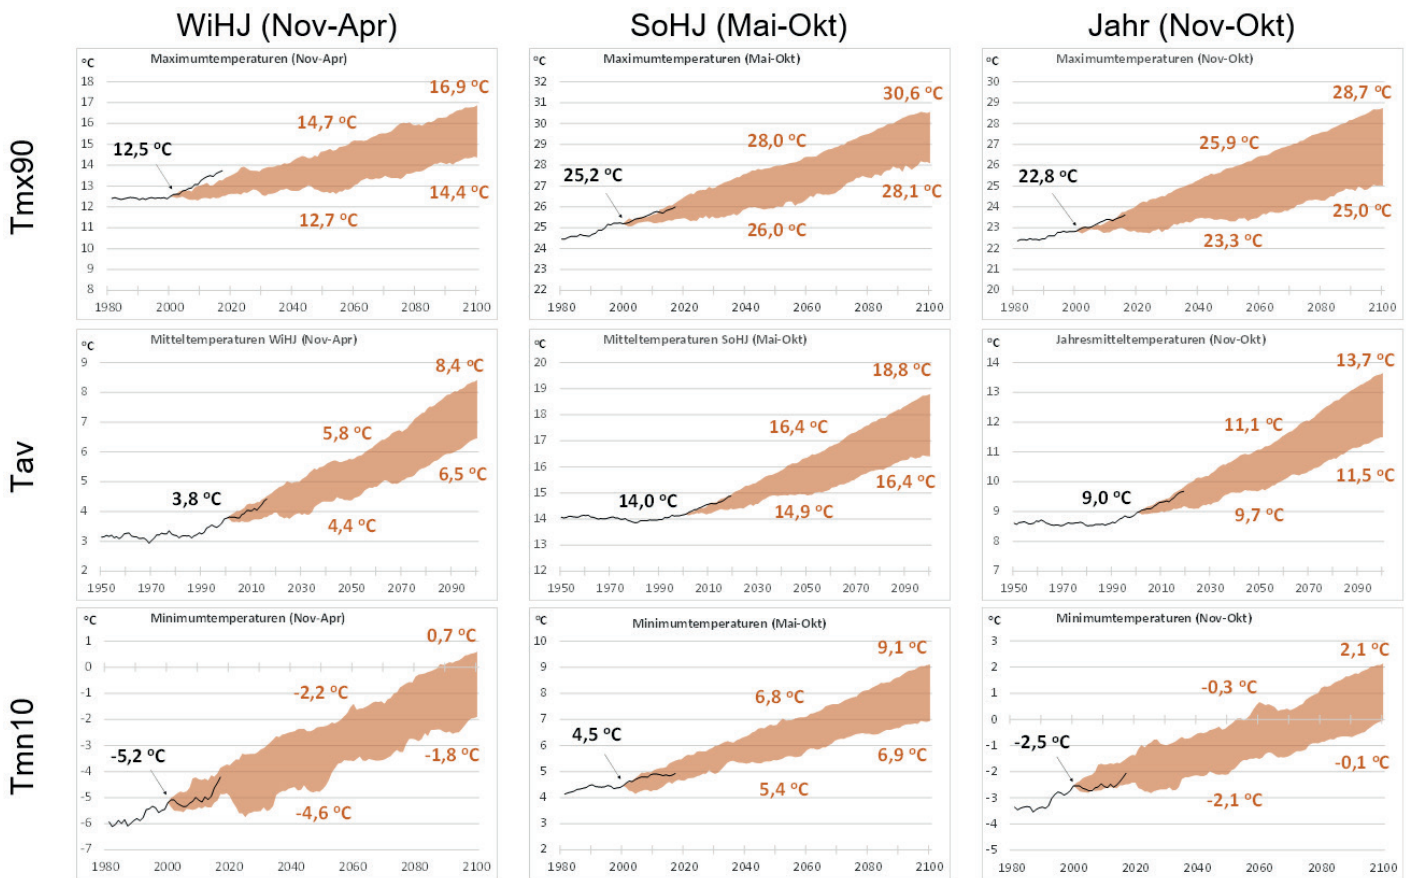 WiHJ (Nov-Apr)
SoHJ (Mai-Okt)
Jahr (Nov-Okt)
Tmx90
°C
Maximumtemperaturen (Nov-Apr)
18
17
16
15
14
13
12
11
10
9
8
1980
2000
2020
2040
2060
2080
2100
12,5 °C
14,7 °C
16,9 °C
12,7 °C
14,4 °C
°C
Maximumtemperaturen (Mai-Okt)
32
31
30
29
28
27
26
25
24
23
22
1980
2000
2020
2040
2060
2080
2100
25,2 °C
28,0 °C
30,6 °C
26,0 °C
28,1 °C
°C
Maximumtemperaturen (Nov-Okt)
30
29
28
27
26
25
24
23
22
21
20
1980
2000
2020
2040
2060
2080
2100
22,8 °C
25,9 °C
28,7 °C
23,3 °C
25,0 °C
Tav
°C
Mitteltemperaturen WiHJ (Nov-Apr)
9
8
7
6
5
4
3
2
1950
1970
1990
2010
2030
2050
2070
2090
3,8 °C
5,8 °C
8,4 °C
4,4 °C
6,5 °C
°C
Mitteltemperaturen SoHJ (Mai-Okt)
20
19
18
17
16
15
14
13
12
1950
1970
1990
2010
2030
2050
2070
2090
14,0 °C
16,4 °C
18,8 °C
14,9 °C
16,4 °C
°C
Jahresmitteltemperaturen (Nov-Okt)
14
13
12
11
10
9
8
7
1950
1970
1990
2010
2030
2050
2070
2090
9,0 °C
11,1 °C
13,7 °C
9,7 °C
11,5 °C
Tmn10
°C
Minimumtemperaturen (Nov-Apr)
1
0
-1
-2
-3
-4
-5
-6
-7
1980
2000
2020
2040
2060
2080
2100
-5,2 °C
-2,2 °C
0,7 °C
-4,6 °C
-1,8 °C
°C
Minimumtemperaturen (Mai-Okt)
10
9
8
7
6
5
4
3
2
1980
2000
2020
2040
2060
2080
2100
4,5 °C
6,8 °C
9,1 °C
5,4 °C
6,9 °C
°C
Minimumtemperaturen (Nov-Okt)
3
2
1
0
-1
-2
-3
-4
-5
1980
2000
2020
2040
2060
2080
2100
-2,5 °C
-0,3 °C
2,1 °C
-2,1 °C
-0,1 °C